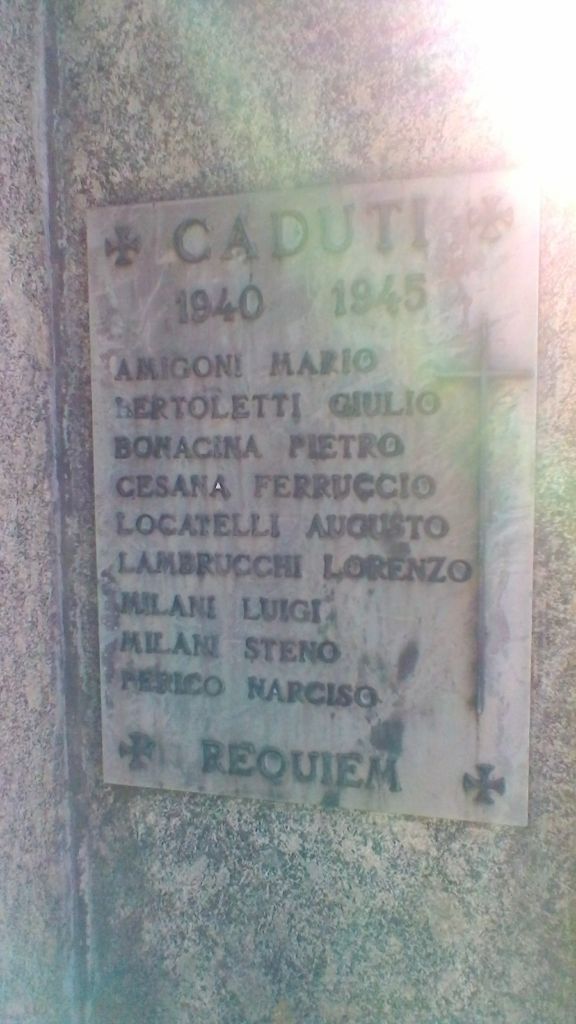 CADUTI
1940 1945
AMIGONI MARIO
BERTOLETTI GIULIO
BONACINA PIETRO
CESANA FERRUCCIO
LOCATELLI AUGUSTO
LAMBRUCCHI LORENZO
MILANI LUIGI
MILANI STENO
PERICO NARCISO
REQUIEM